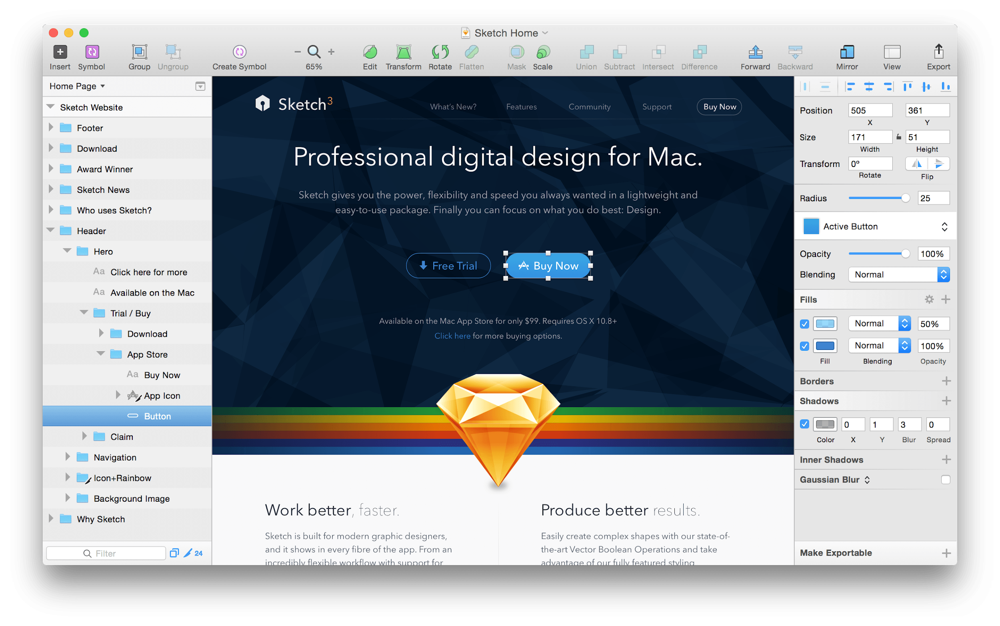 Sketch Home
Insert
Symbol
Group
Ungroup
Create Symbol
65%
Edit
Transform
Rotate
Flatten
Mask
Scale
Union
Subtract
Intersect
Difference
Forward
Backward
Mirror
View
Export
Home Page
Sketch Website
Footer
Download
Award Winner
Sketch News
Who uses Sketch?
Header
Hero
Aa Click here for more
Aa Available on the Mac
Trial / Buy
Download
App Store
Aa Buy Now
App Icon
Button
Claim
Navigation
Icon+Rainbow
Background Image
Why Sketch
Filter
24
Sketch3
What's New?
Features
Community
Support
Buy Now
Professional digital design for Mac.
Sketch gives you the power, flexibility and speed you always wanted in a lightweight and
easy-to-use package. Finally you can focus on what you do best: Design.
Free Trial
Buy Now
Available on the Mac App Store for only $99. Requires OS X 10.8+
Click here for more buying options.
Work better, faster.
Sketch is built for modern graphic designers,
and it shows in every fibre of the app. From an
incredibly flexible workflow with support for
Produce better results.
Easily create complex shapes with our state-of-
the-art Vector Boolean Operations and take
advantage of our fully featured styling
Position 505 361
X Y
Size 171 51
Width Height
Transform 0º
Rotate Flip
Radius 25
Active Button
Opacity 100%
Blending Normal
Fills
Normal 50%
Normal 100%
Fill Blending Opacity
Borders
Shadows
0 1 3 0
Color X Y Blur Spread
Inner Shadows
Gaussian Blur
Make Exportable